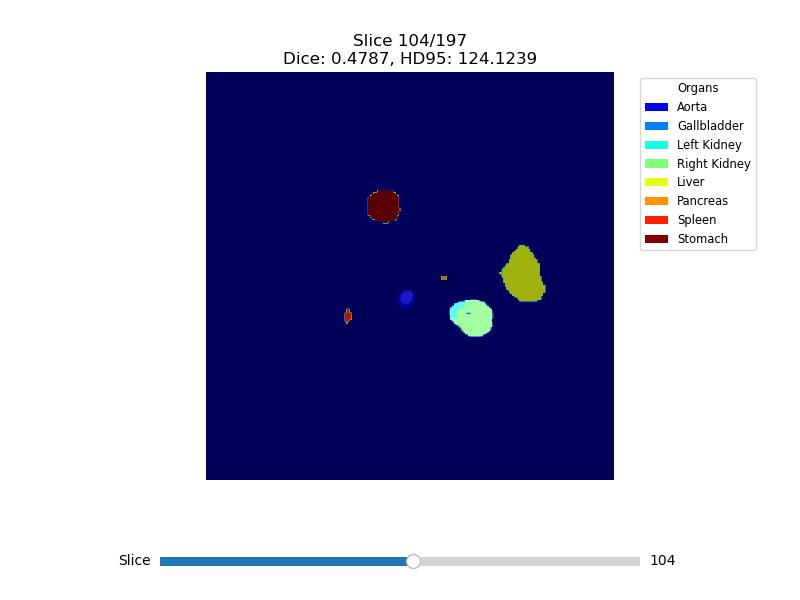 Slice 104/197
Dice: 0.4787, HD95: 124.1239
Organs
Aorta
Gallbladder
Left Kidney
Right Kidney
Liver
Pancreas
Spleen
Stomach
Slice 104